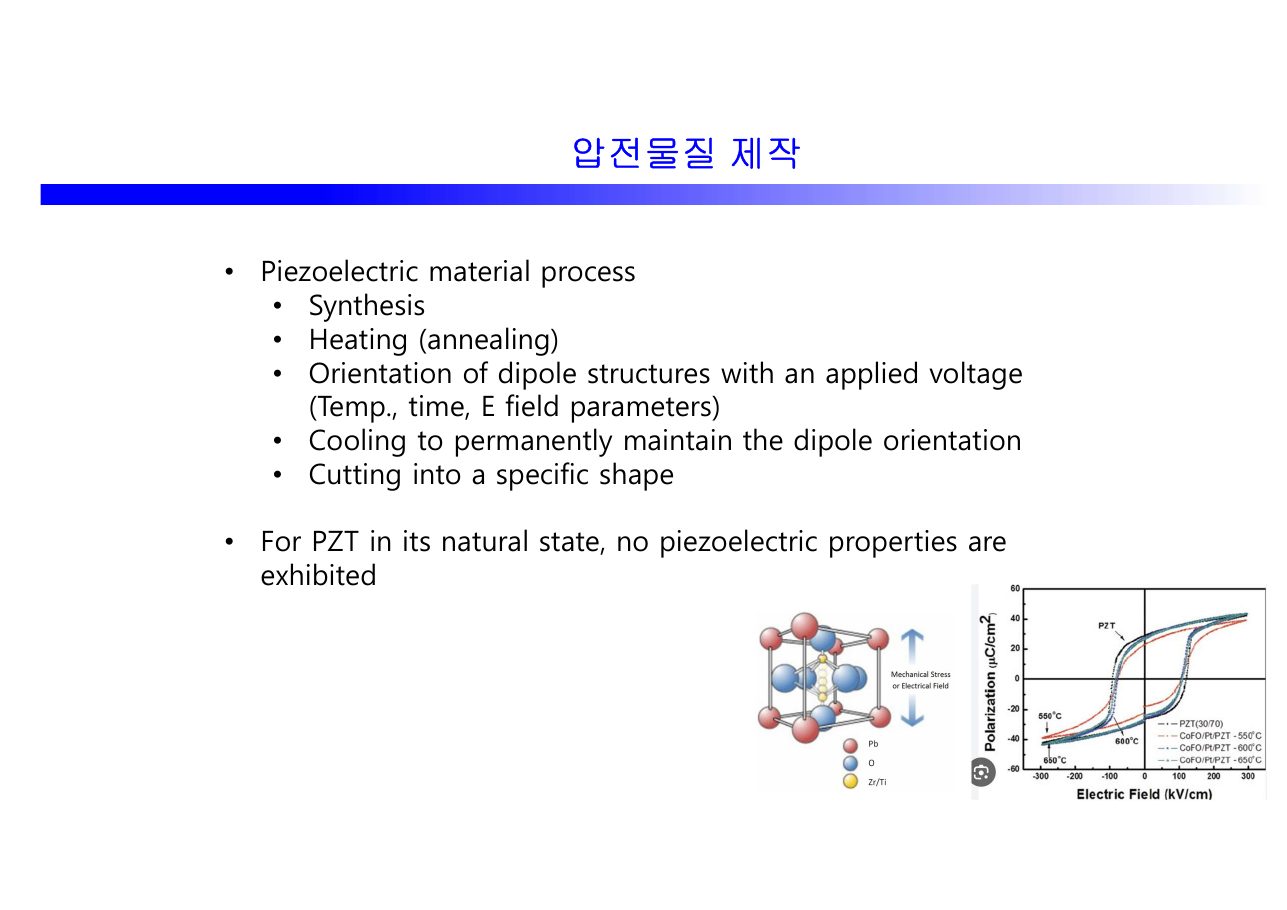 압전물질 제작
• Piezoelectric material process
• Synthesis
• Heating (annealing)
• Orientation of dipole structures with an applied voltage
(Temp., time, E field parameters)
• Cooling to permanently maintain the dipole orientation
• Cutting into a specific shape
• For PZT in its natural state, no piezoelectric properties are
exhibited
Mechanical Stress
or Electrical Field
Pb
O
Zr/Ti
Polarization (μC/cm²)
60
40
20
0
-20
-40
-60
PZT
550°C
600°C
650°C
PZT(30/70)
CoFO/Pt/PZT - 550°C
CoFO/Pt/PZT - 600°C
CoFO/Pt/PZT - 650°C
-300 -200 -100 0 100 200 300
Electric Field (kV/cm)